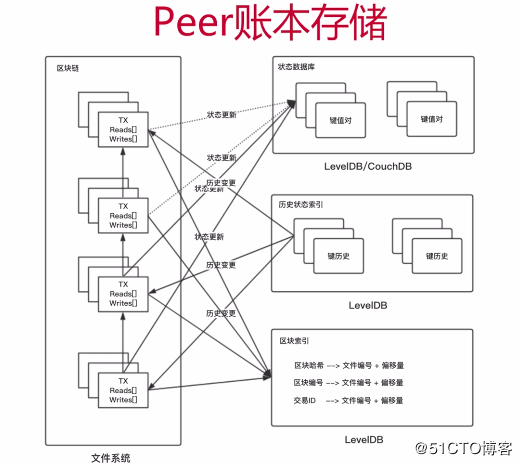 Peer账本存储
区块链
TX
Reads[]
Writes[]
TX
Reads[]
Writes[]
TX
Reads[]
Writes[]
TX
Reads[]
Writes[]
文件系统
状态更新
状态更新
历史变更
状态更新
状态更新
历史变更
历史变更
状态数据库
键值对
键值对
LevelDB/CouchDB
历史状态索引
键历史
键历史
LevelDB
区块索引
区块哈希 --> 文件编号 + 偏移量
区块编号 --> 文件编号 + 偏移量
交易ID --> 文件编号 + 偏移量
LevelDB
@51CTO博客